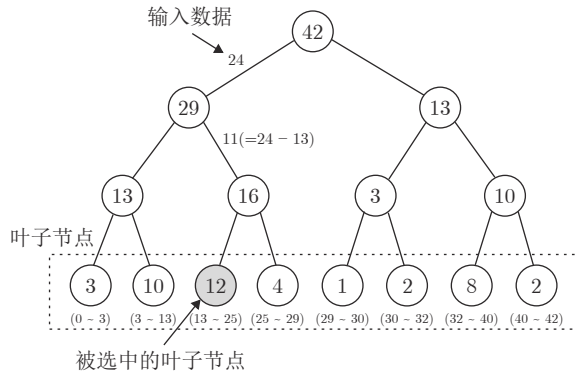 输入数据
42
24
29
13
11(=24 − 13)
13
16
3
10
叶子节点
3
10
12
4
1
2
8
2
(0 ~ 3)
(3 ~ 13)
(13 ~ 25)
(25 ~ 29)
(29 ~ 30)
(30 ~ 32)
(32 ~ 40)
(40 ~ 42)
被选中的叶子节点